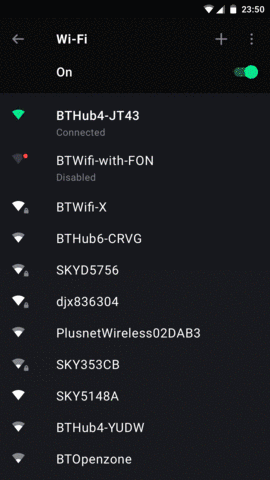 23:50
Wi-Fi
On
BTHub4-JT43
Connected
BTWifi-with-FON
Disabled
BTWifi-X
BTHub6-CRVG
SKYD5756
djx836304
PlusnetWireless02DAB3
SKY353CB
SKY5148A
BTHub4-YUDW
BTOpenzone